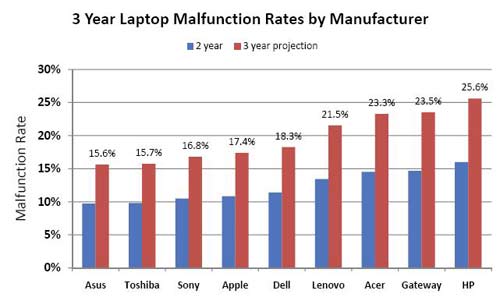 3 Year Laptop Malfunction Rates by Manufacturer
2 year 3 year projection
Malfunction Rate
30%
25%
20%
15%
10%
5%
0%
15.6% 15.7% 16.8% 17.4% 18.3% 21.5% 23.3% 23.5% 25.6%
Asus Toshiba Sony Apple Dell Lenovo Acer Gateway HP